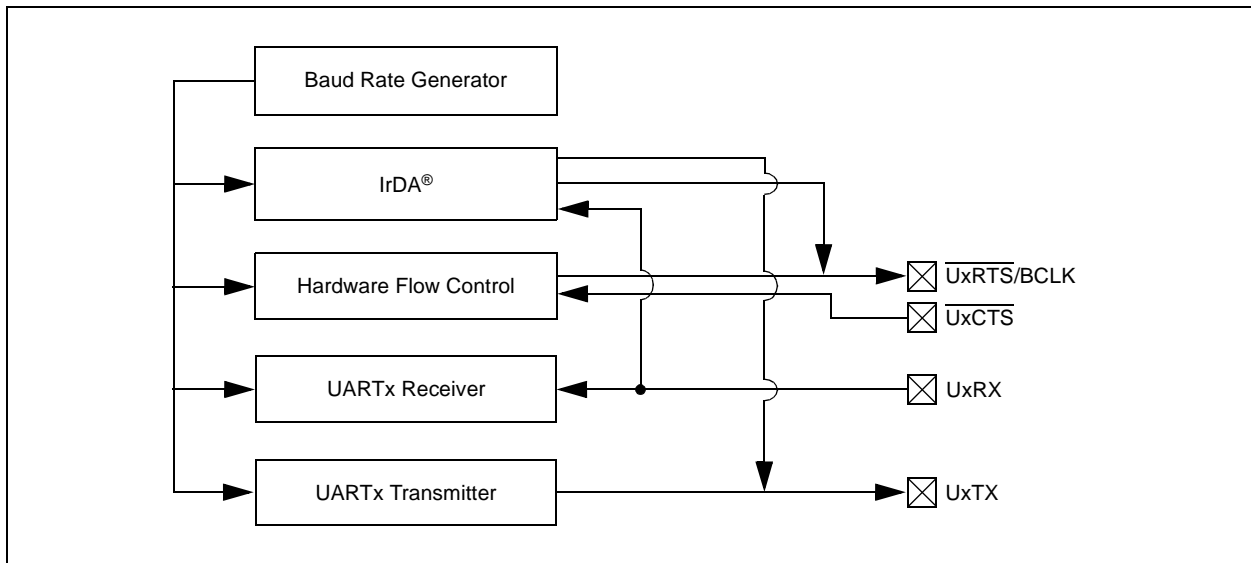 Baud Rate Generator
IrDA®
Hardware Flow Control
UxRTS/BCLK
UxCTS
UARTx Receiver
UxRX
UARTx Transmitter
UxTX